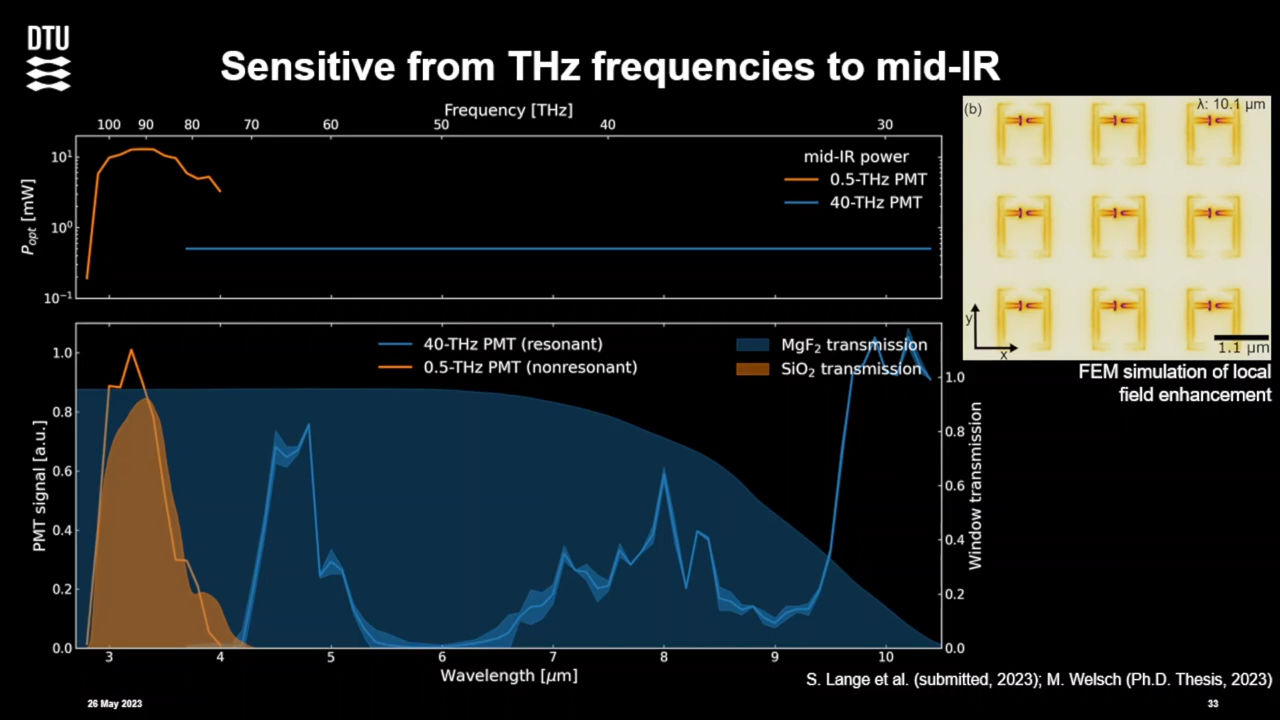 DTU
Sensitive from THz frequencies to mid-IR
Frequency [THz]
100 90 80 70 60 50 40 30
10¹
10⁰
10⁻¹
P_opt [mW]
mid-IR power
0.5-THz PMT
40-THz PMT
(b)
λ: 10.1 μm
y
x
1.1 μm
FEM simulation of local
field enhancement
40-THz PMT (resonant)
0.5-THz PMT (nonresonant)
MgF₂ transmission
SiO₂ transmission
PMT signal [a.u.]
1.0
0.8
0.6
0.4
0.2
0.0
Window transmission
1.0
0.8
0.6
0.4
0.2
0.0
3 4 5 6 7 8 9 10
Wavelength [μm]
S. Lange et al. (submitted, 2023); M. Welsch (Ph.D. Thesis, 2023)
26 May 2023
33